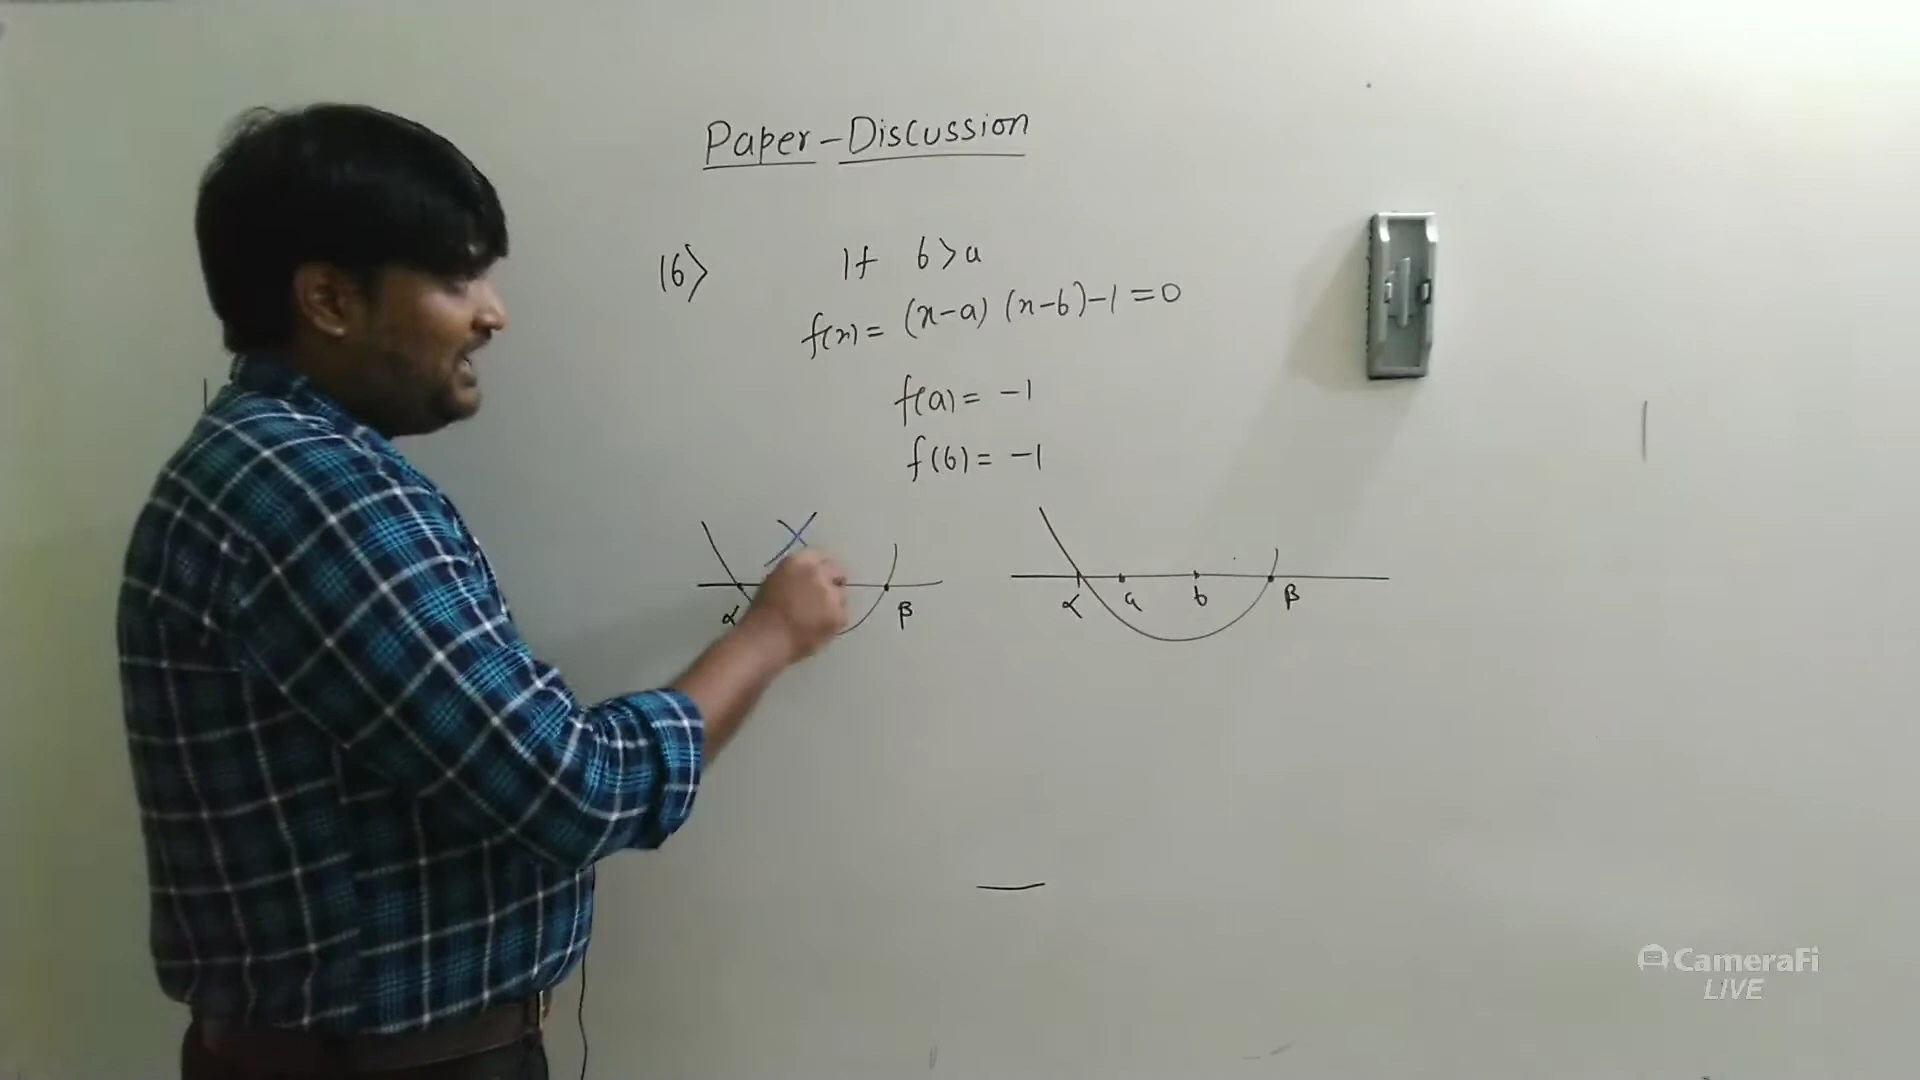 Paper-Discussion
16> If b>a
f(x) = (x-a) (x-b)-1 = 0
f(a) = -1
f(b) = -1
α β
α a b β
CameraFi
LIVE